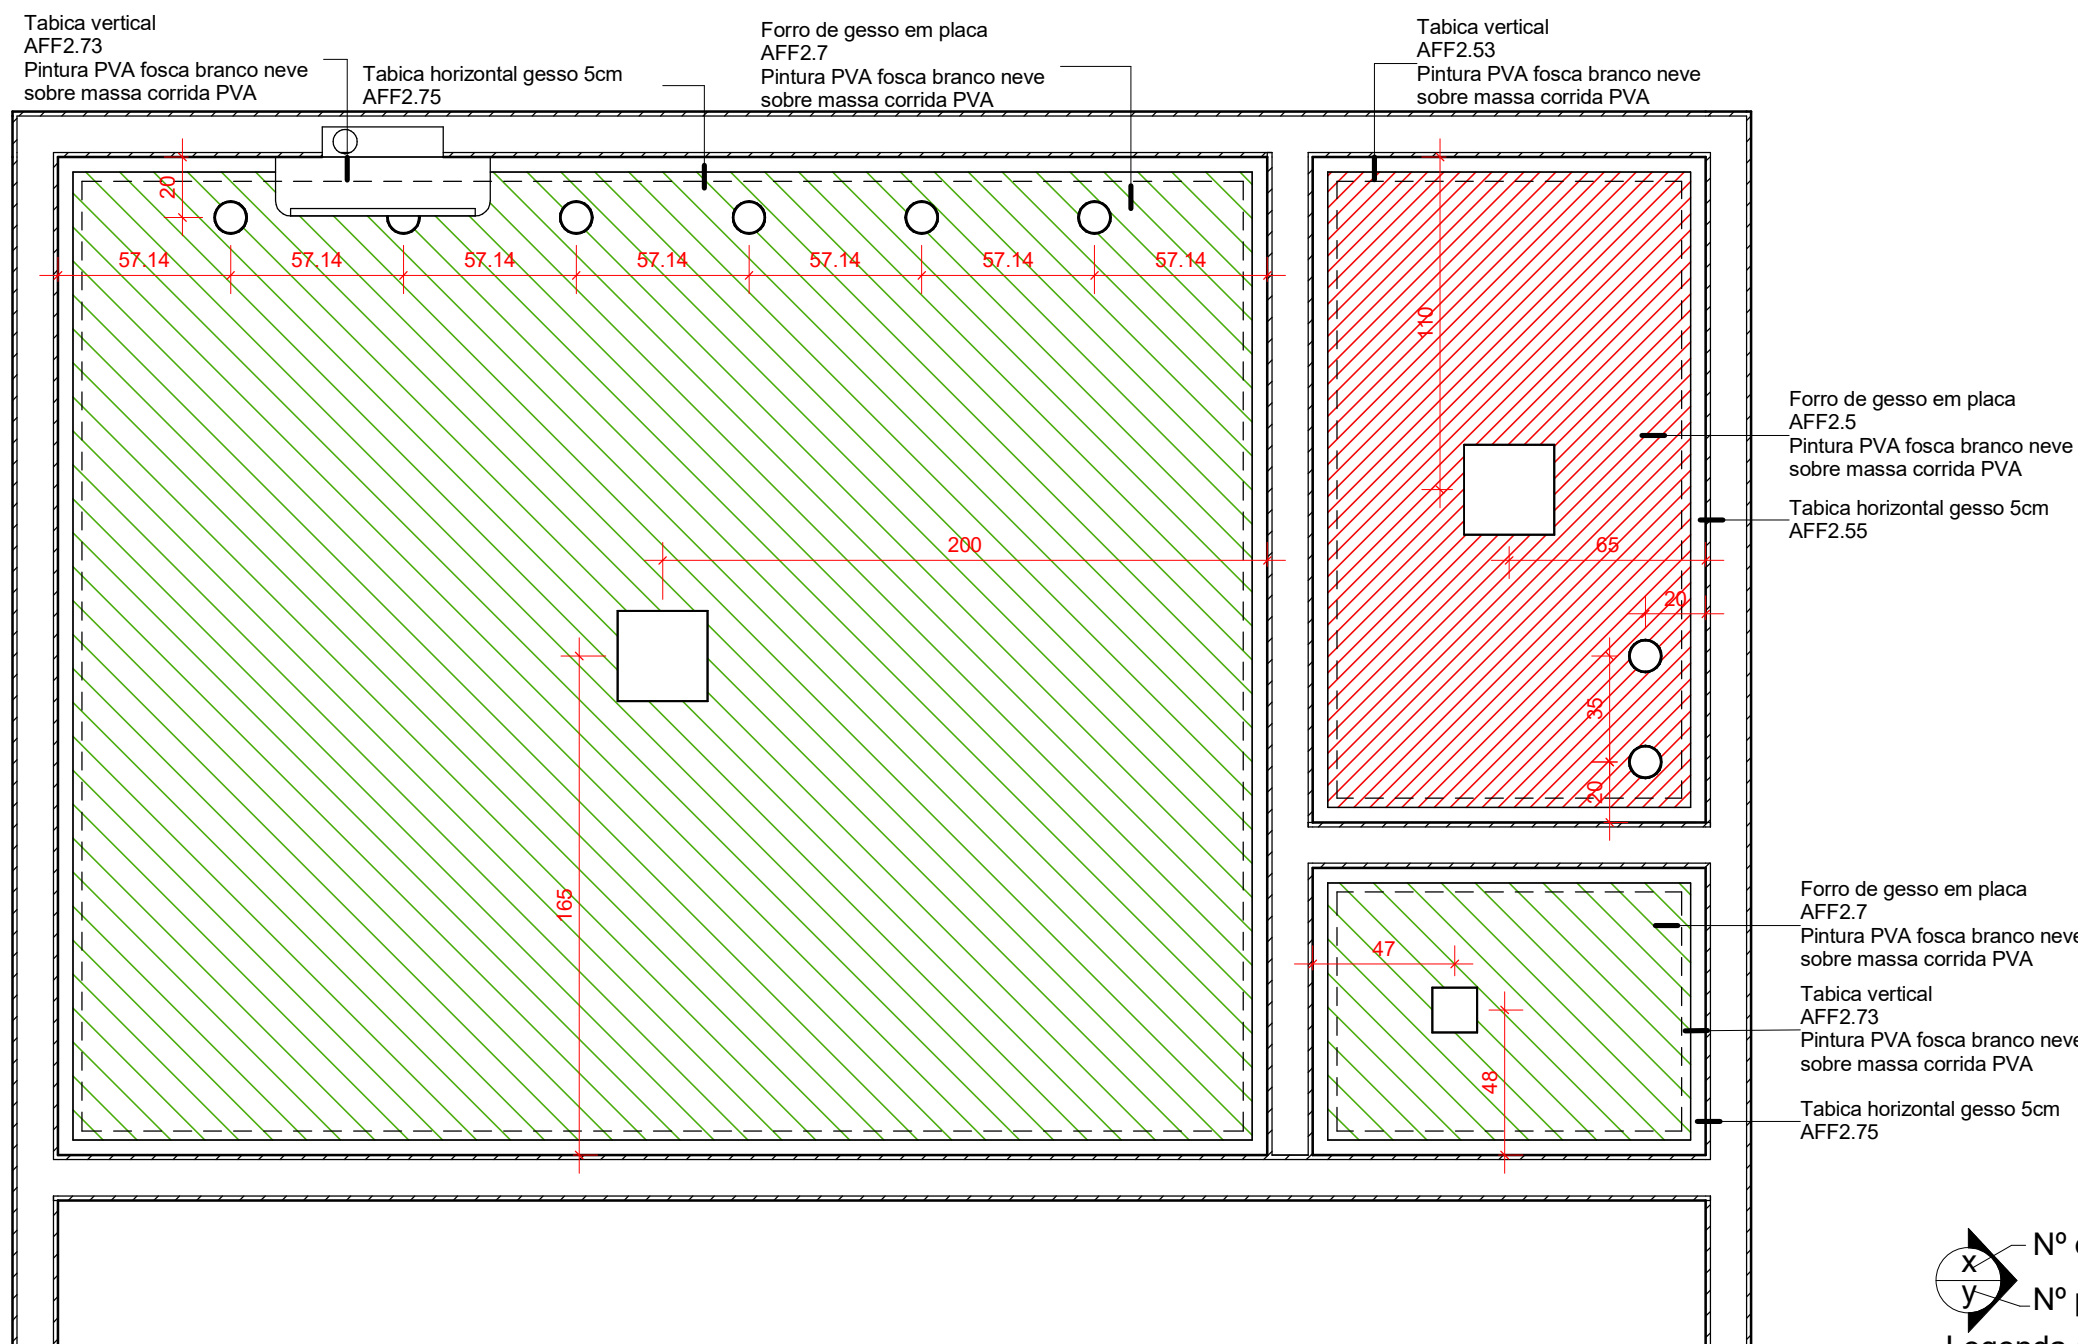 Tabica vertical
AFF2.73
Pintura PVA fosca branco neve
sobre massa corrida PVA
Tabica horizontal gesso 5cm
AFF2.75
Forro de gesso em placa
AFF2.7
Pintura PVA fosca branco neve
sobre massa corrida PVA
Tabica vertical
AFF2.53
Pintura PVA fosca branco neve
sobre massa corrida PVA
20
57.14
57.14
57.14
57.14
57.14
57.14
57.14
200
165
110
65
20
35
20
Forro de gesso em placa
AFF2.5
Pintura PVA fosca branco neve
sobre massa corrida PVA
Tabica horizontal gesso 5cm
AFF2.55
47
48
Forro de gesso em placa
AFF2.7
Pintura PVA fosca branco neve
sobre massa corrida PVA
Tabica vertical
AFF2.73
Pintura PVA fosca branco neve
sobre massa corrida PVA
Tabica horizontal gesso 5cm
AFF2.75
x
Nº
y
Nº